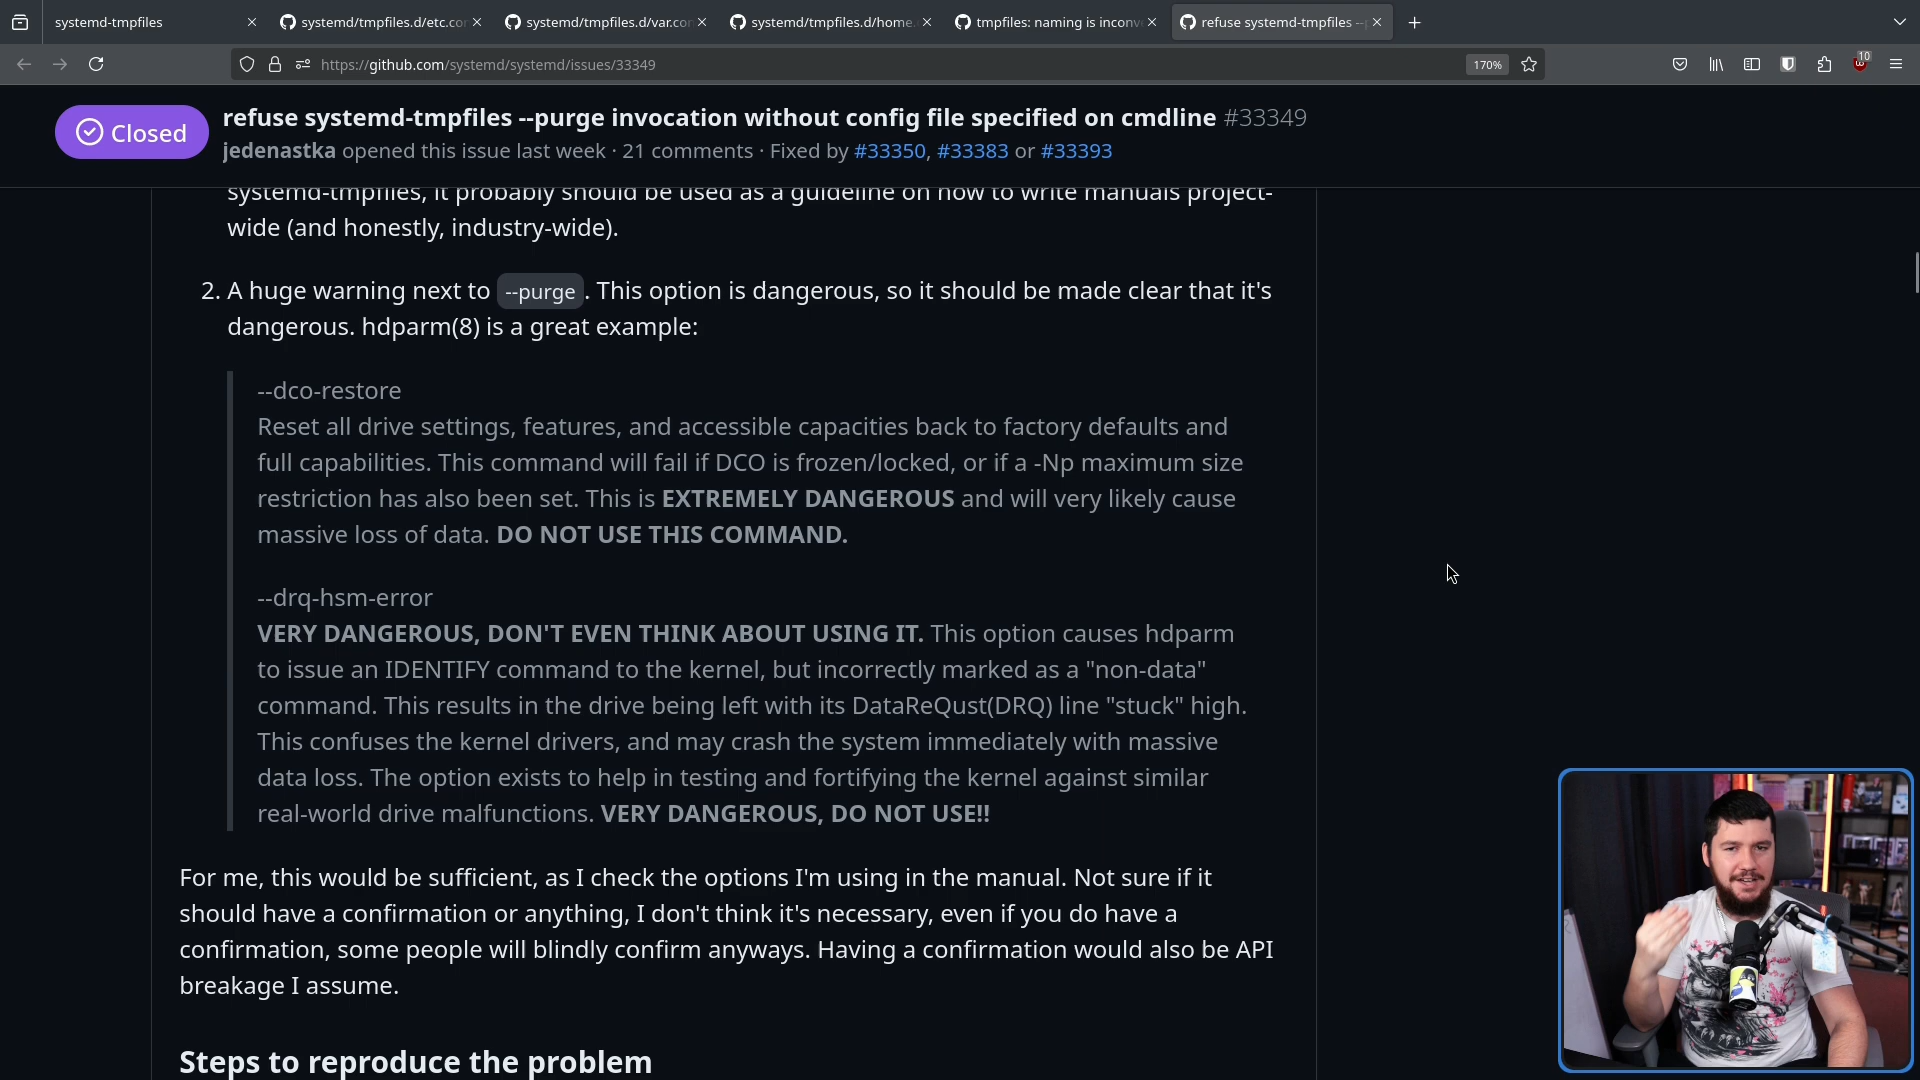 systemd-tmpfiles
systemd/tmpfiles.d/etc.con
systemd/tmpfiles.d/var.con
systemd/tmpfiles.d/home.
tmpfiles: naming is inconv
refuse systemd-tmpfiles --p
https://github.com/systemd/systemd/issues/33349
170%
10
Closed
refuse systemd-tmpfiles --purge invocation without config file specified on cmdline #33349
jedenastka opened this issue last week · 21 comments · Fixed by #33350, #33383 or #33393
systemd-tmpfiles, it probably should be used as a guideline on how to write manuals project-
wide (and honestly, industry-wide).
2. A huge warning next to --purge. This option is dangerous, so it should be made clear that it's
dangerous. hdparm(8) is a great example:
--dco-restore
Reset all drive settings, features, and accessible capacities back to factory defaults and
full capabilities. This command will fail if DCO is frozen/locked, or if a -Np maximum size
restriction has also been set. This is EXTREMELY DANGEROUS and will very likely cause
massive loss of data. DO NOT USE THIS COMMAND.
--drq-hsm-error
VERY DANGEROUS, DON'T EVEN THINK ABOUT USING IT. This option causes hdparm
to issue an IDENTIFY command to the kernel, but incorrectly marked as a "non-data"
command. This results in the drive being left with its DataReQust(DRQ) line "stuck" high.
This confuses the kernel drivers, and may crash the system immediately with massive
data loss. The option exists to help in testing and fortifying the kernel against similar
real-world drive malfunctions. VERY DANGEROUS, DO NOT USE!!
For me, this would be sufficient, as I check the options I'm using in the manual. Not sure if it
should have a confirmation or anything, I don't think it's necessary, even if you do have a
confirmation, some people will blindly confirm anyways. Having a confirmation would also be API
breakage I assume.
Steps to reproduce the problem